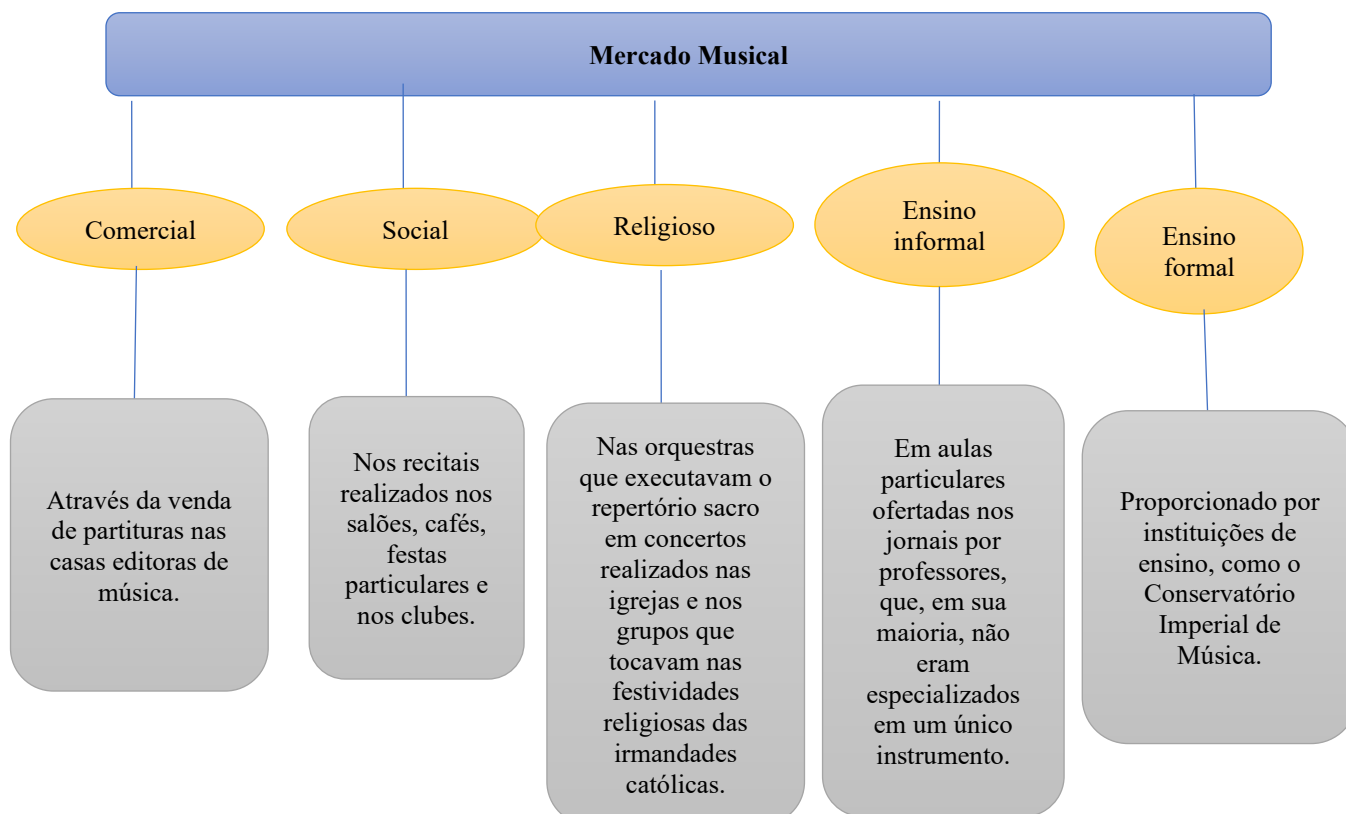 Mercado Musical
Comercial
Social
Religioso
Ensino
informal
Ensino
formal
Através da venda
de partituras nas
casas editoras de
música.
Nos recitais
realizados nos
salões, cafés,
festas
particulares e
nos clubes.
Nas orquestras
que executavam o
repertório sacro
em concertos
realizados nas
igrejas e nos
grupos que
tocavam nas
festividades
religiosas das
irmandades
católicas.
Em aulas
particulares
ofertadas nos
jornais por
professores,
que, em sua
maioria, não
eram
especializados
em um único
instrumento.
Proporcionado por
instituições de
ensino, como o
Conservatório
Imperial de
Música.